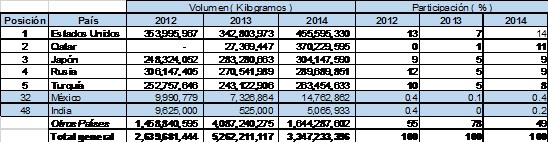 Volumen ( Kilogramos ) Participación ( % )
Posición País 2012 2013 2014 2012 2013 2014
1 Estados Unidos 353,995,967 342,803,973 455,595,330 13 7 14
2 Qatar - 27,369,447 370,229,595 0 1 11
3 Japón 248,324,052 283,280,663 304,147,590 9 5 9
4 Rusia 306,147,405 270,541,989 289,689,851 12 5 9
5 Turquía 252,757,646 243,122,906 263,454,633 10 5 8
32 México 9,990,779 7,326,864 14,762,862 0.4 0.1 0.4
48 India 9,625,000 525,000 5,065,933 0.4 0 0.2
Otros Países 1,458,840,595 4,087,240,275 1,644,287,602 55 78 49
Total general 2,639,681,444 5,262,211,117 3,347,233,396 100 100 100